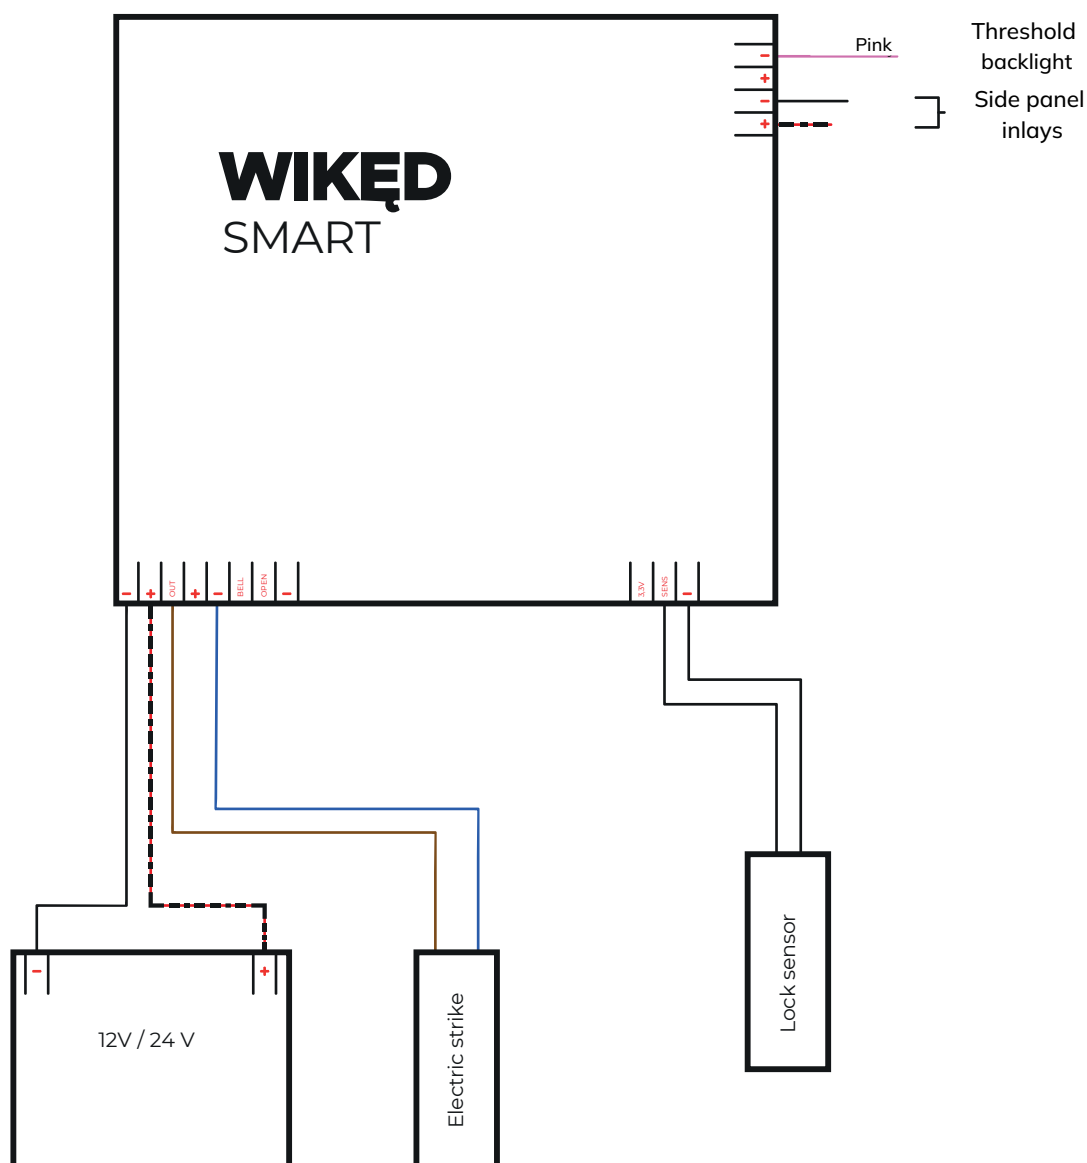 Threshold
backlight
Pink
-
+
-
+
Side panel
inlays
WIKĘD
SMART
- + OUT + - BELL OPEN -
3,3V SENS -
- +
12V / 24 V
Electric strike
Lock sensor